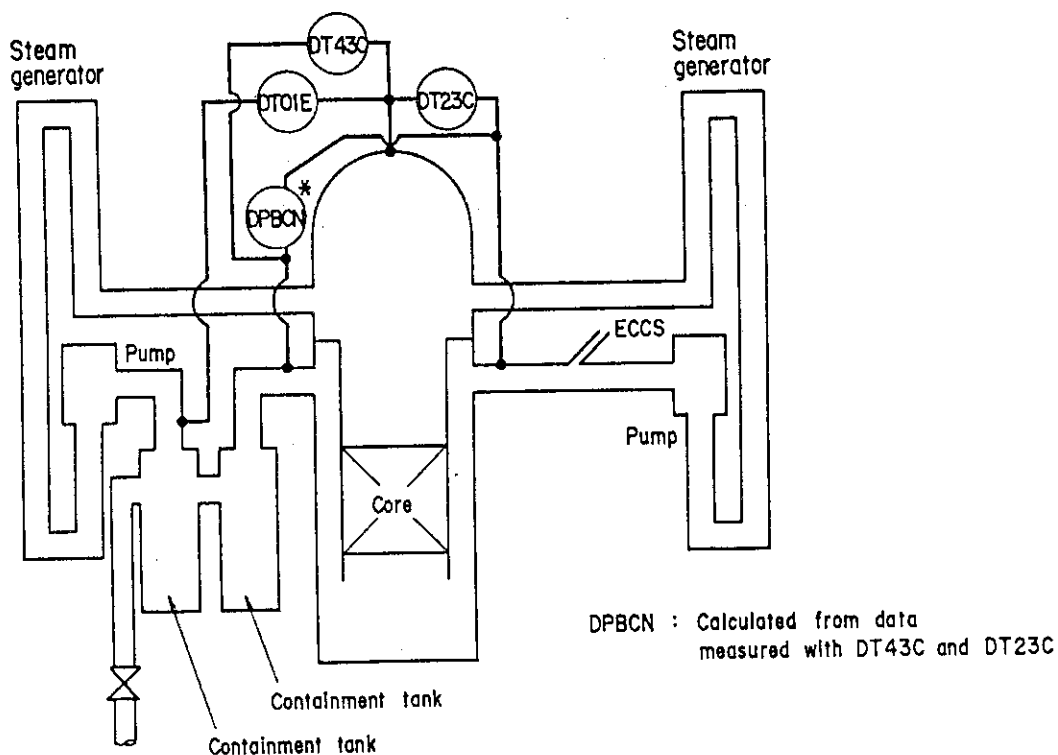 Steam
generator
DT43C
DT01E
DT23C
Steam
generator
*
DPBCN
ECCS
Pump
Pump
Core
DPBCN : Calculated from data
measured with DT43C and DT23C
Containment tank
Containment tank